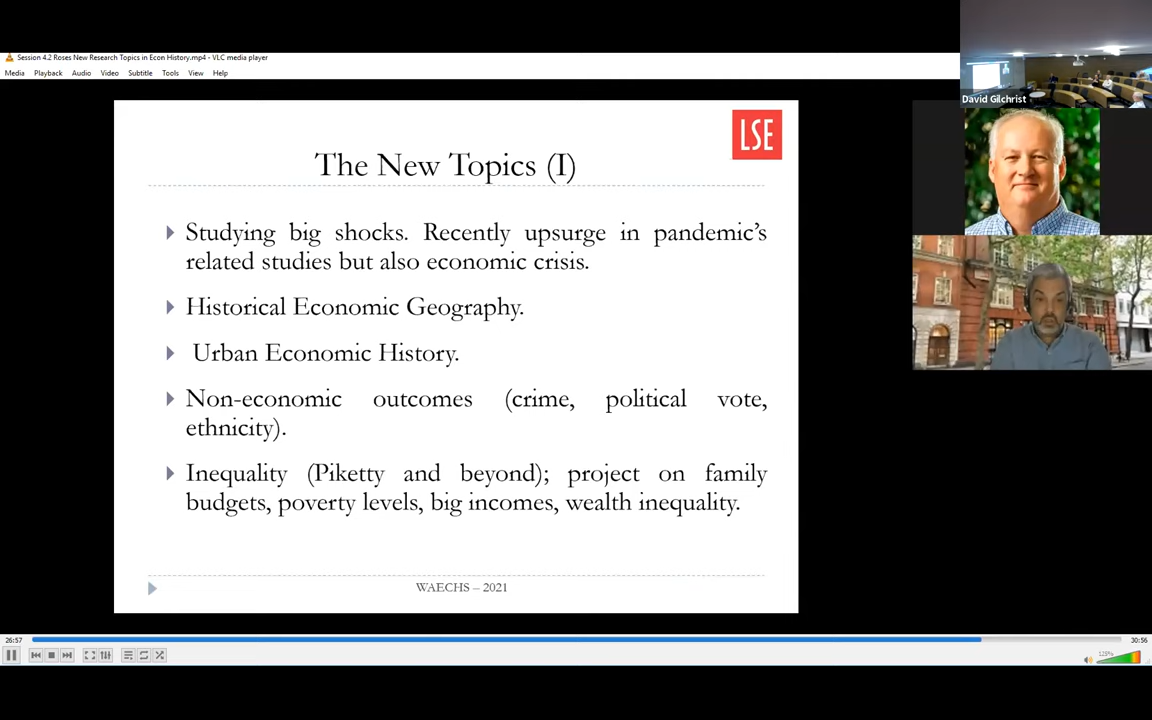 Session 4.2 Roses New Research Topics in Econ History.mp4 - VLC media player
Media Playback Audio Video Subtitle Tools View Help
David Gilchrist
LSE
The New Topics (I)
Studying big shocks. Recently upsurge in pandemic's
related studies but also economic crisis.
Historical Economic Geography.
Urban Economic History.
Non-economic outcomes (crime, political vote,
ethnicity).
Inequality (Piketty and beyond); project on family
budgets, poverty levels, big incomes, wealth inequality.
WAECHS – 2021
26:57
30:56
125%